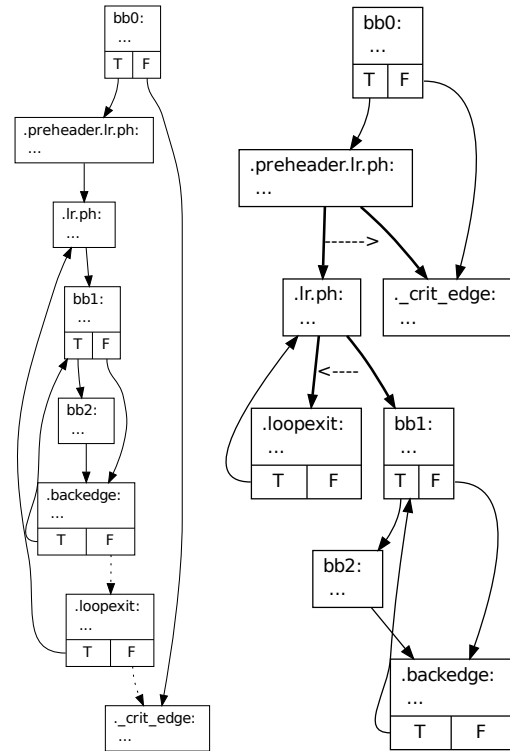 bb0:
...
T F
.preheader.lr.ph:
...
.lr.ph:
...
bb1:
...
T F
bb2:
...
.backedge:
...
T F
.loopexit:
...
T F
._crit_edge:
...
bb0:
...
T F
.preheader.lr.ph:
...
------>
.lr.ph:
...
._crit_edge:
...
<----
.loopexit:
...
T F
bb1:
...
T F
bb2:
...
.backedge:
...
T F